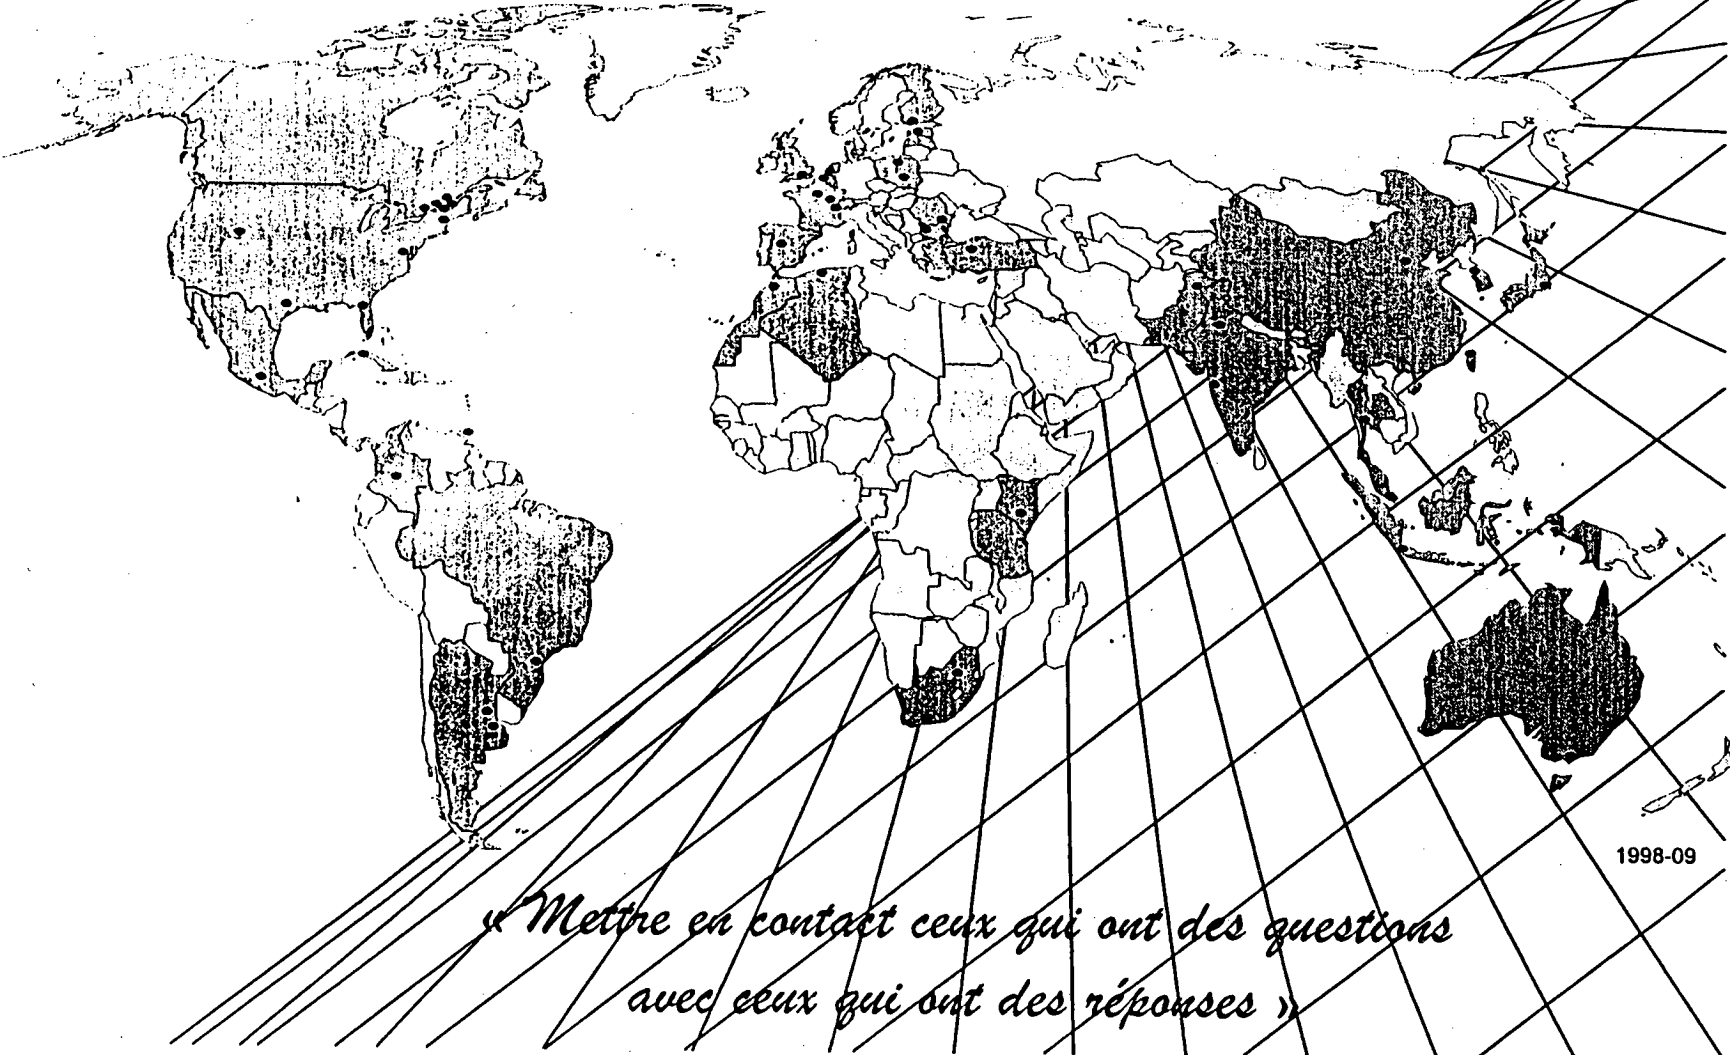 1998-09
« Mettre en contact ceux qui ont des questions
avec ceux qui ont des réponses »